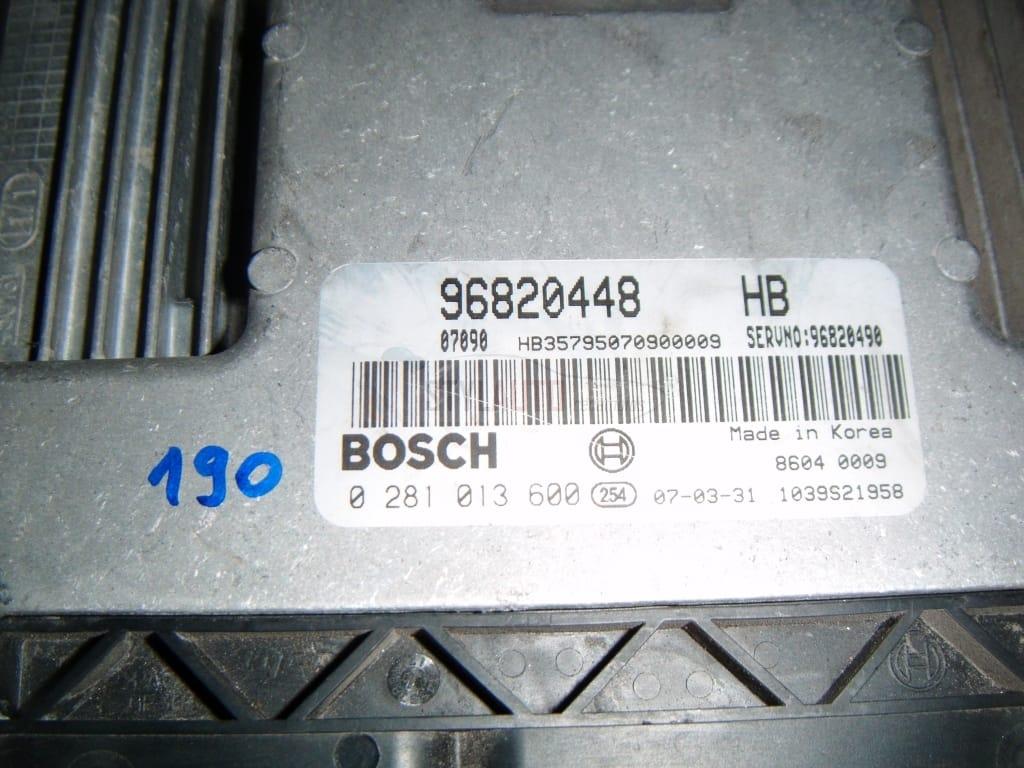 96820448 HB
07090 HB35795070900009 SERVNO:96820490
BOSCH
Made in Korea
8604 0009
0 281 013 600 254 07-03-31 1039S21958
190